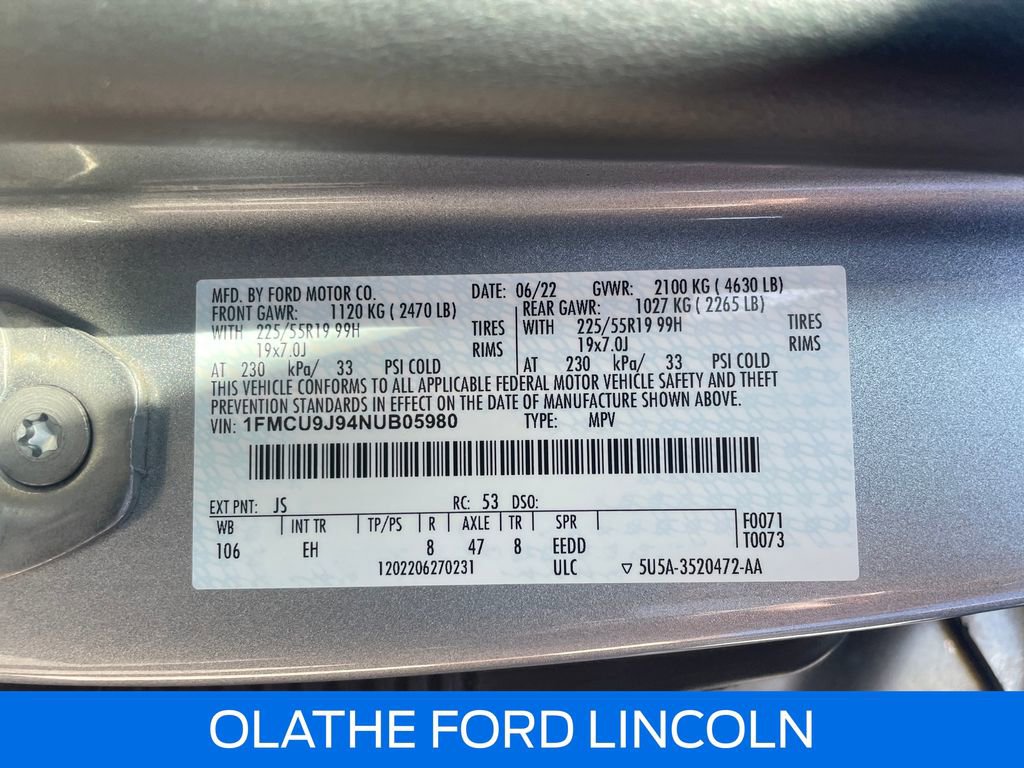 MFD. BY FORD MOTOR CO. DATE: 06/22 GVWR: 2100 KG ( 4630 LB)
FRONT GAWR: 1120 KG ( 2470 LB) REAR GAWR: 1027 KG ( 2265 LB)
WITH 225/55R19 99H TIRES WITH 225/55R19 99H TIRES
19x7.0J RIMS 19x7.0J RIMS
AT 230 kPa/ 33 PSI COLD AT 230 kPa/ 33 PSI COLD
THIS VEHICLE CONFORMS TO ALL APPLICABLE FEDERAL MOTOR VEHICLE SAFETY AND THEFT
PREVENTION STANDARDS IN EFFECT ON THE DATE OF MANUFACTURE SHOWN ABOVE.
VIN: 1FMCU9J94NUB05980 TYPE: MPV
EXT PNT: JS RC: 53 DSO:
WB INT TR TP/PS R AXLE TR SPR F0071
106 EH 8 47 8 EEDD T0073
1202206270231 ULC ▽ 5U5A-3520472-AA
OLATHE FORD LINCOLN